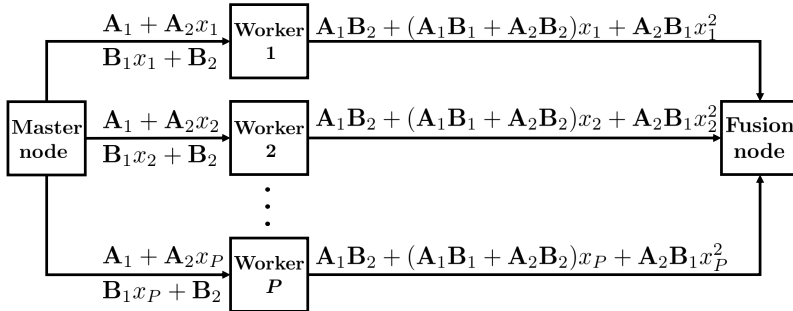 A₁ + A₂x₁
B₁x₁ + B₂
Worker
1
A₁B₂ + (A₁B₁ + A₂B₂)x₁ + A₂B₁x₁²
Master
node
A₁ + A₂x₂
B₁x₂ + B₂
Worker
2
A₁B₂ + (A₁B₁ + A₂B₂)x₂ + A₂B₁x₂²
Fusion
node
A₁ + A₂x_P
B₁x_P + B₂
Worker
P
A₁B₂ + (A₁B₁ + A₂B₂)x_P + A₂B₁x_P²